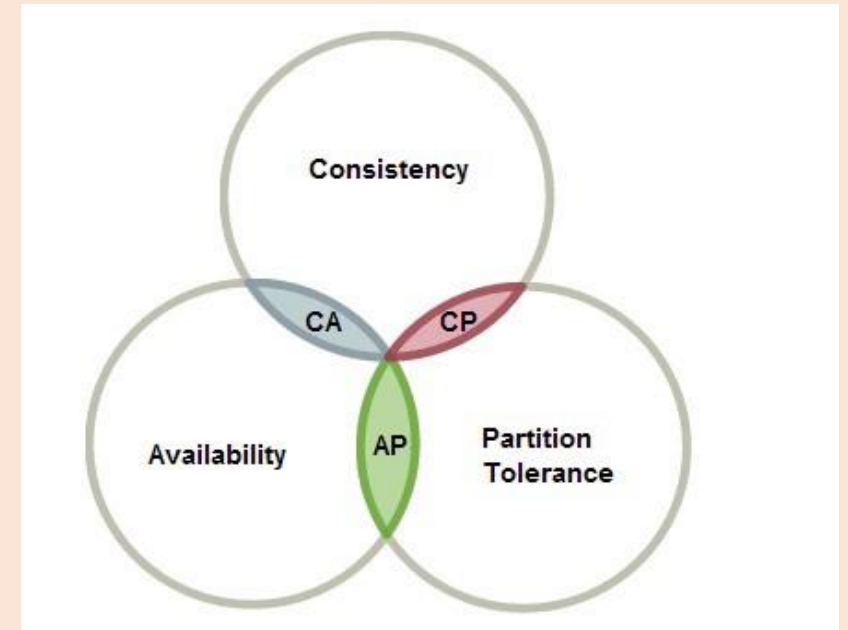 Consistency
CA
CP
AP
Availability
Partition
Tolerance